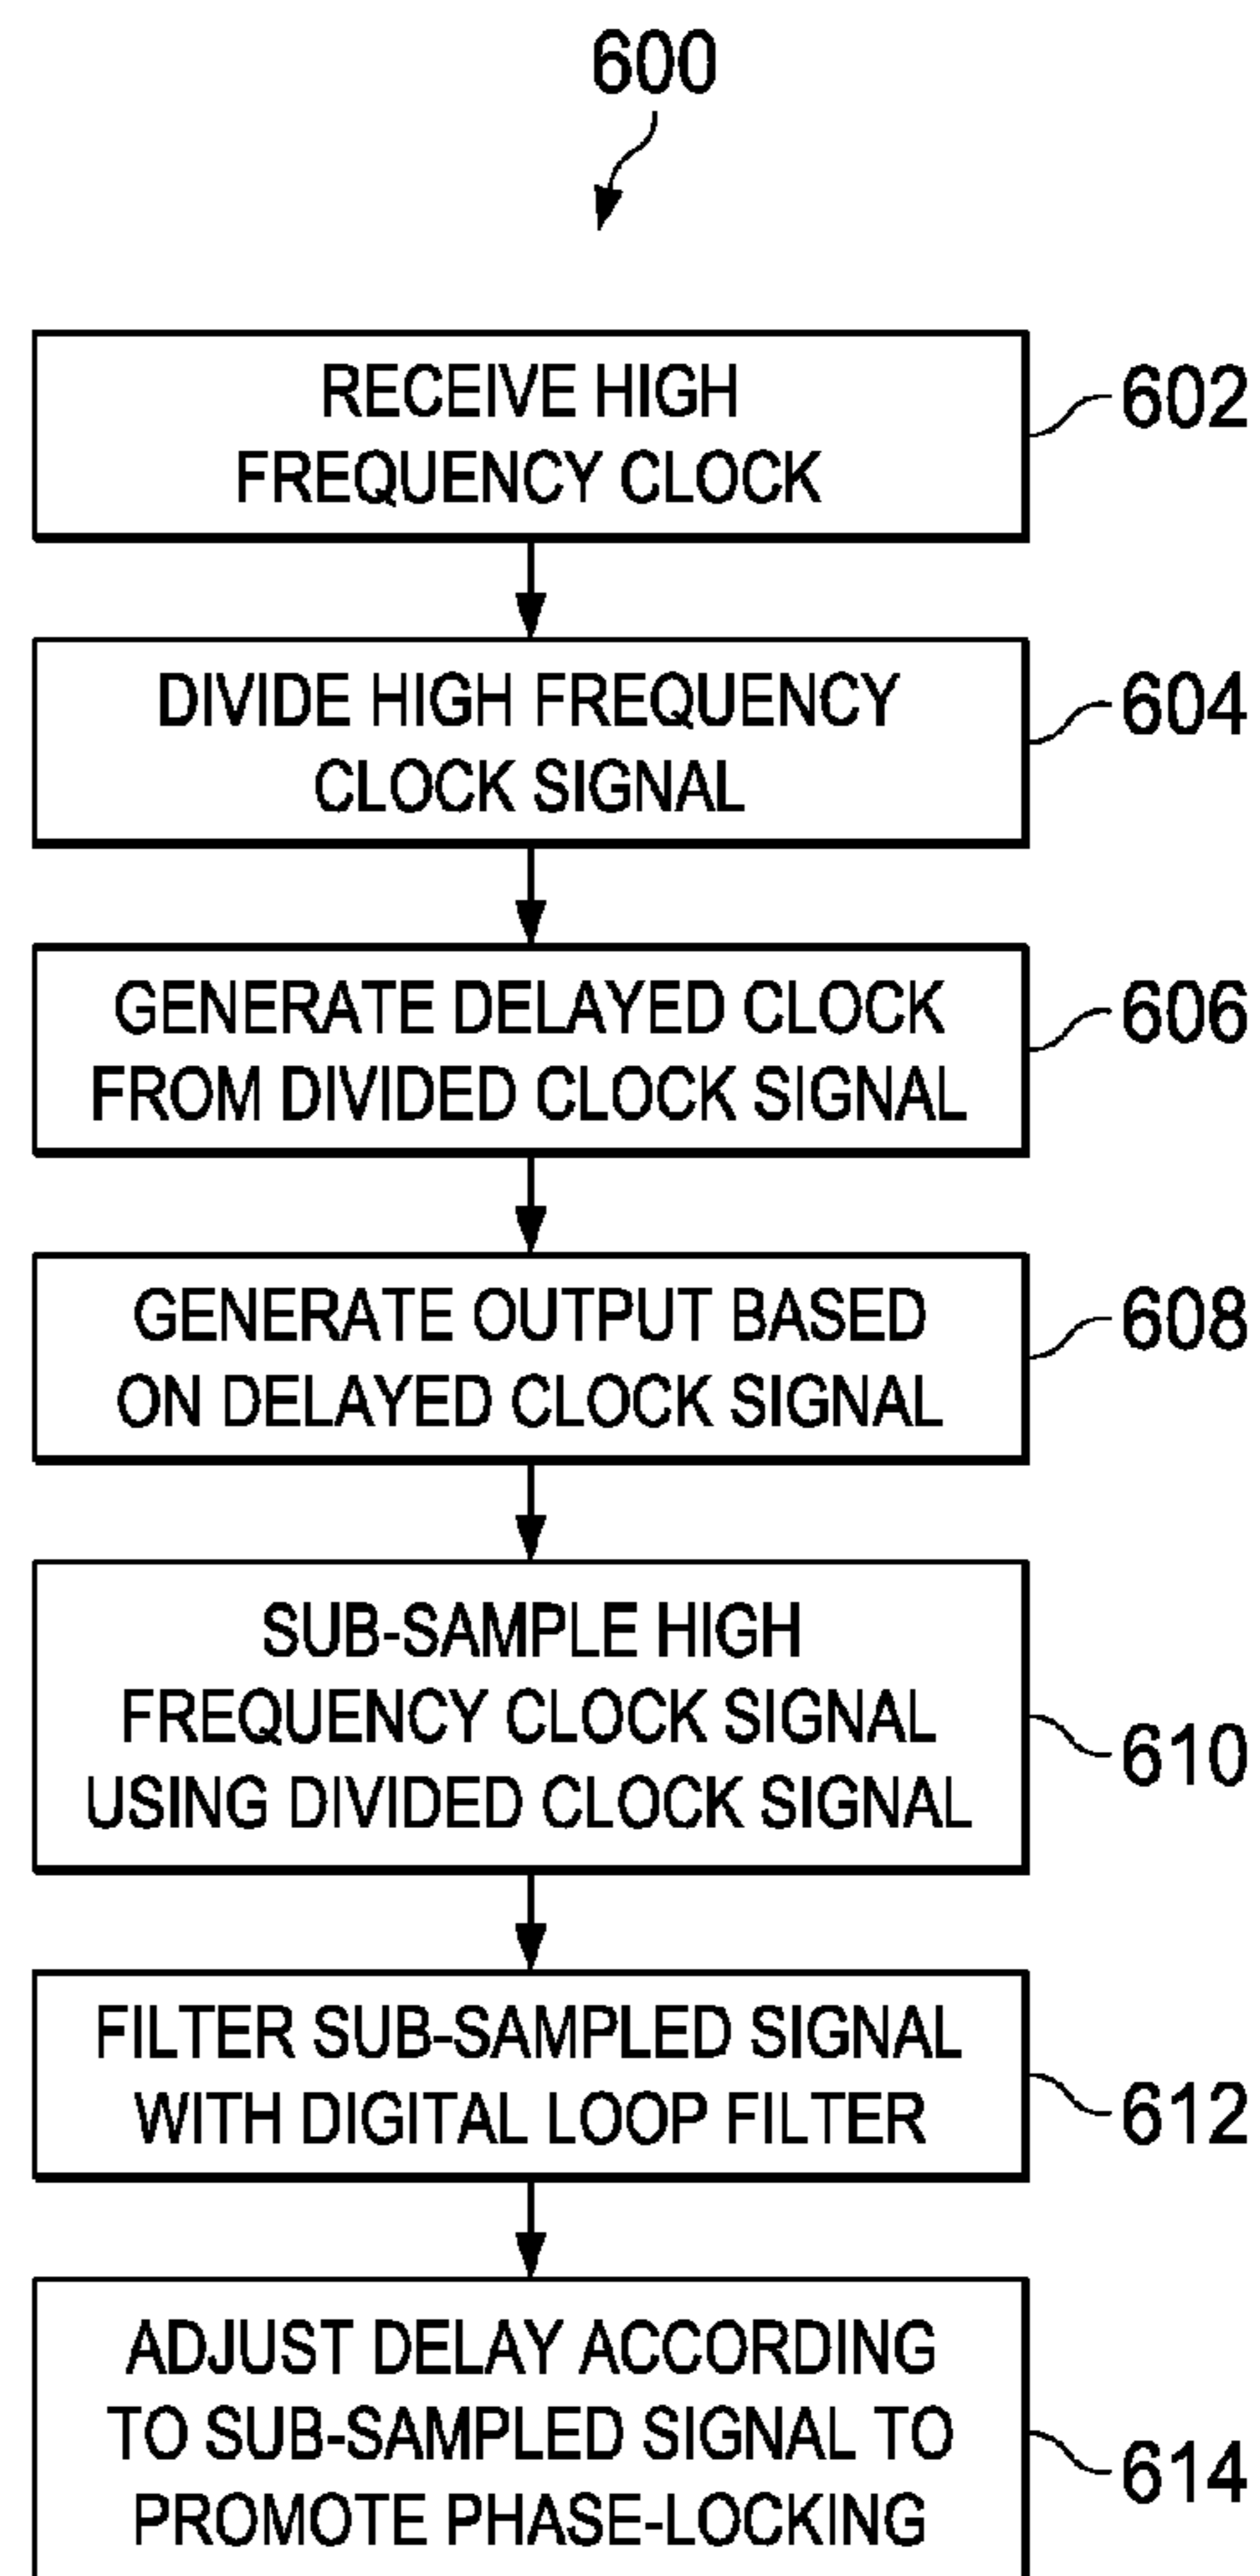 600
RECEIVE HIGH
FREQUENCY CLOCK
602
DIVIDE HIGH FREQUENCY
CLOCK SIGNAL
604
GENERATE DELAYED CLOCK
FROM DIVIDED CLOCK SIGNAL
606
GENERATE OUTPUT BASED
ON DELAYED CLOCK SIGNAL
608
SUB-SAMPLE HIGH
FREQUENCY CLOCK SIGNAL
USING DIVIDED CLOCK SIGNAL
610
FILTER SUB-SAMPLED SIGNAL
WITH DIGITAL LOOP FILTER
612
ADJUST DELAY ACCORDING
TO SUB-SAMPLED SIGNAL TO
PROMOTE PHASE-LOCKING
614